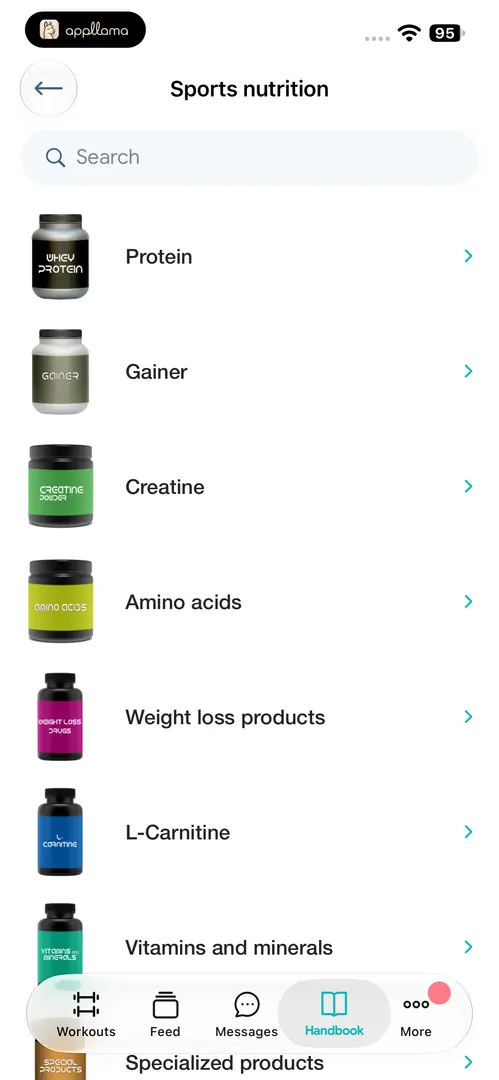 appllama
95
Sports nutrition
Search
WHEY
PROTEIN
Protein
GAINER
Gainer
CREATINE
POWDER
Creatine
AMINO ACIDS
Amino acids
WEIGHT LOSS
DRUGS
Weight loss products
L-
CARNITINE
L-Carnitine
VITAMINS AND
MINERALS
Vitamins and minerals
Workouts
Feed
Messages
Handbook
More
SPECIAL
PRODUCTS
Specialized products